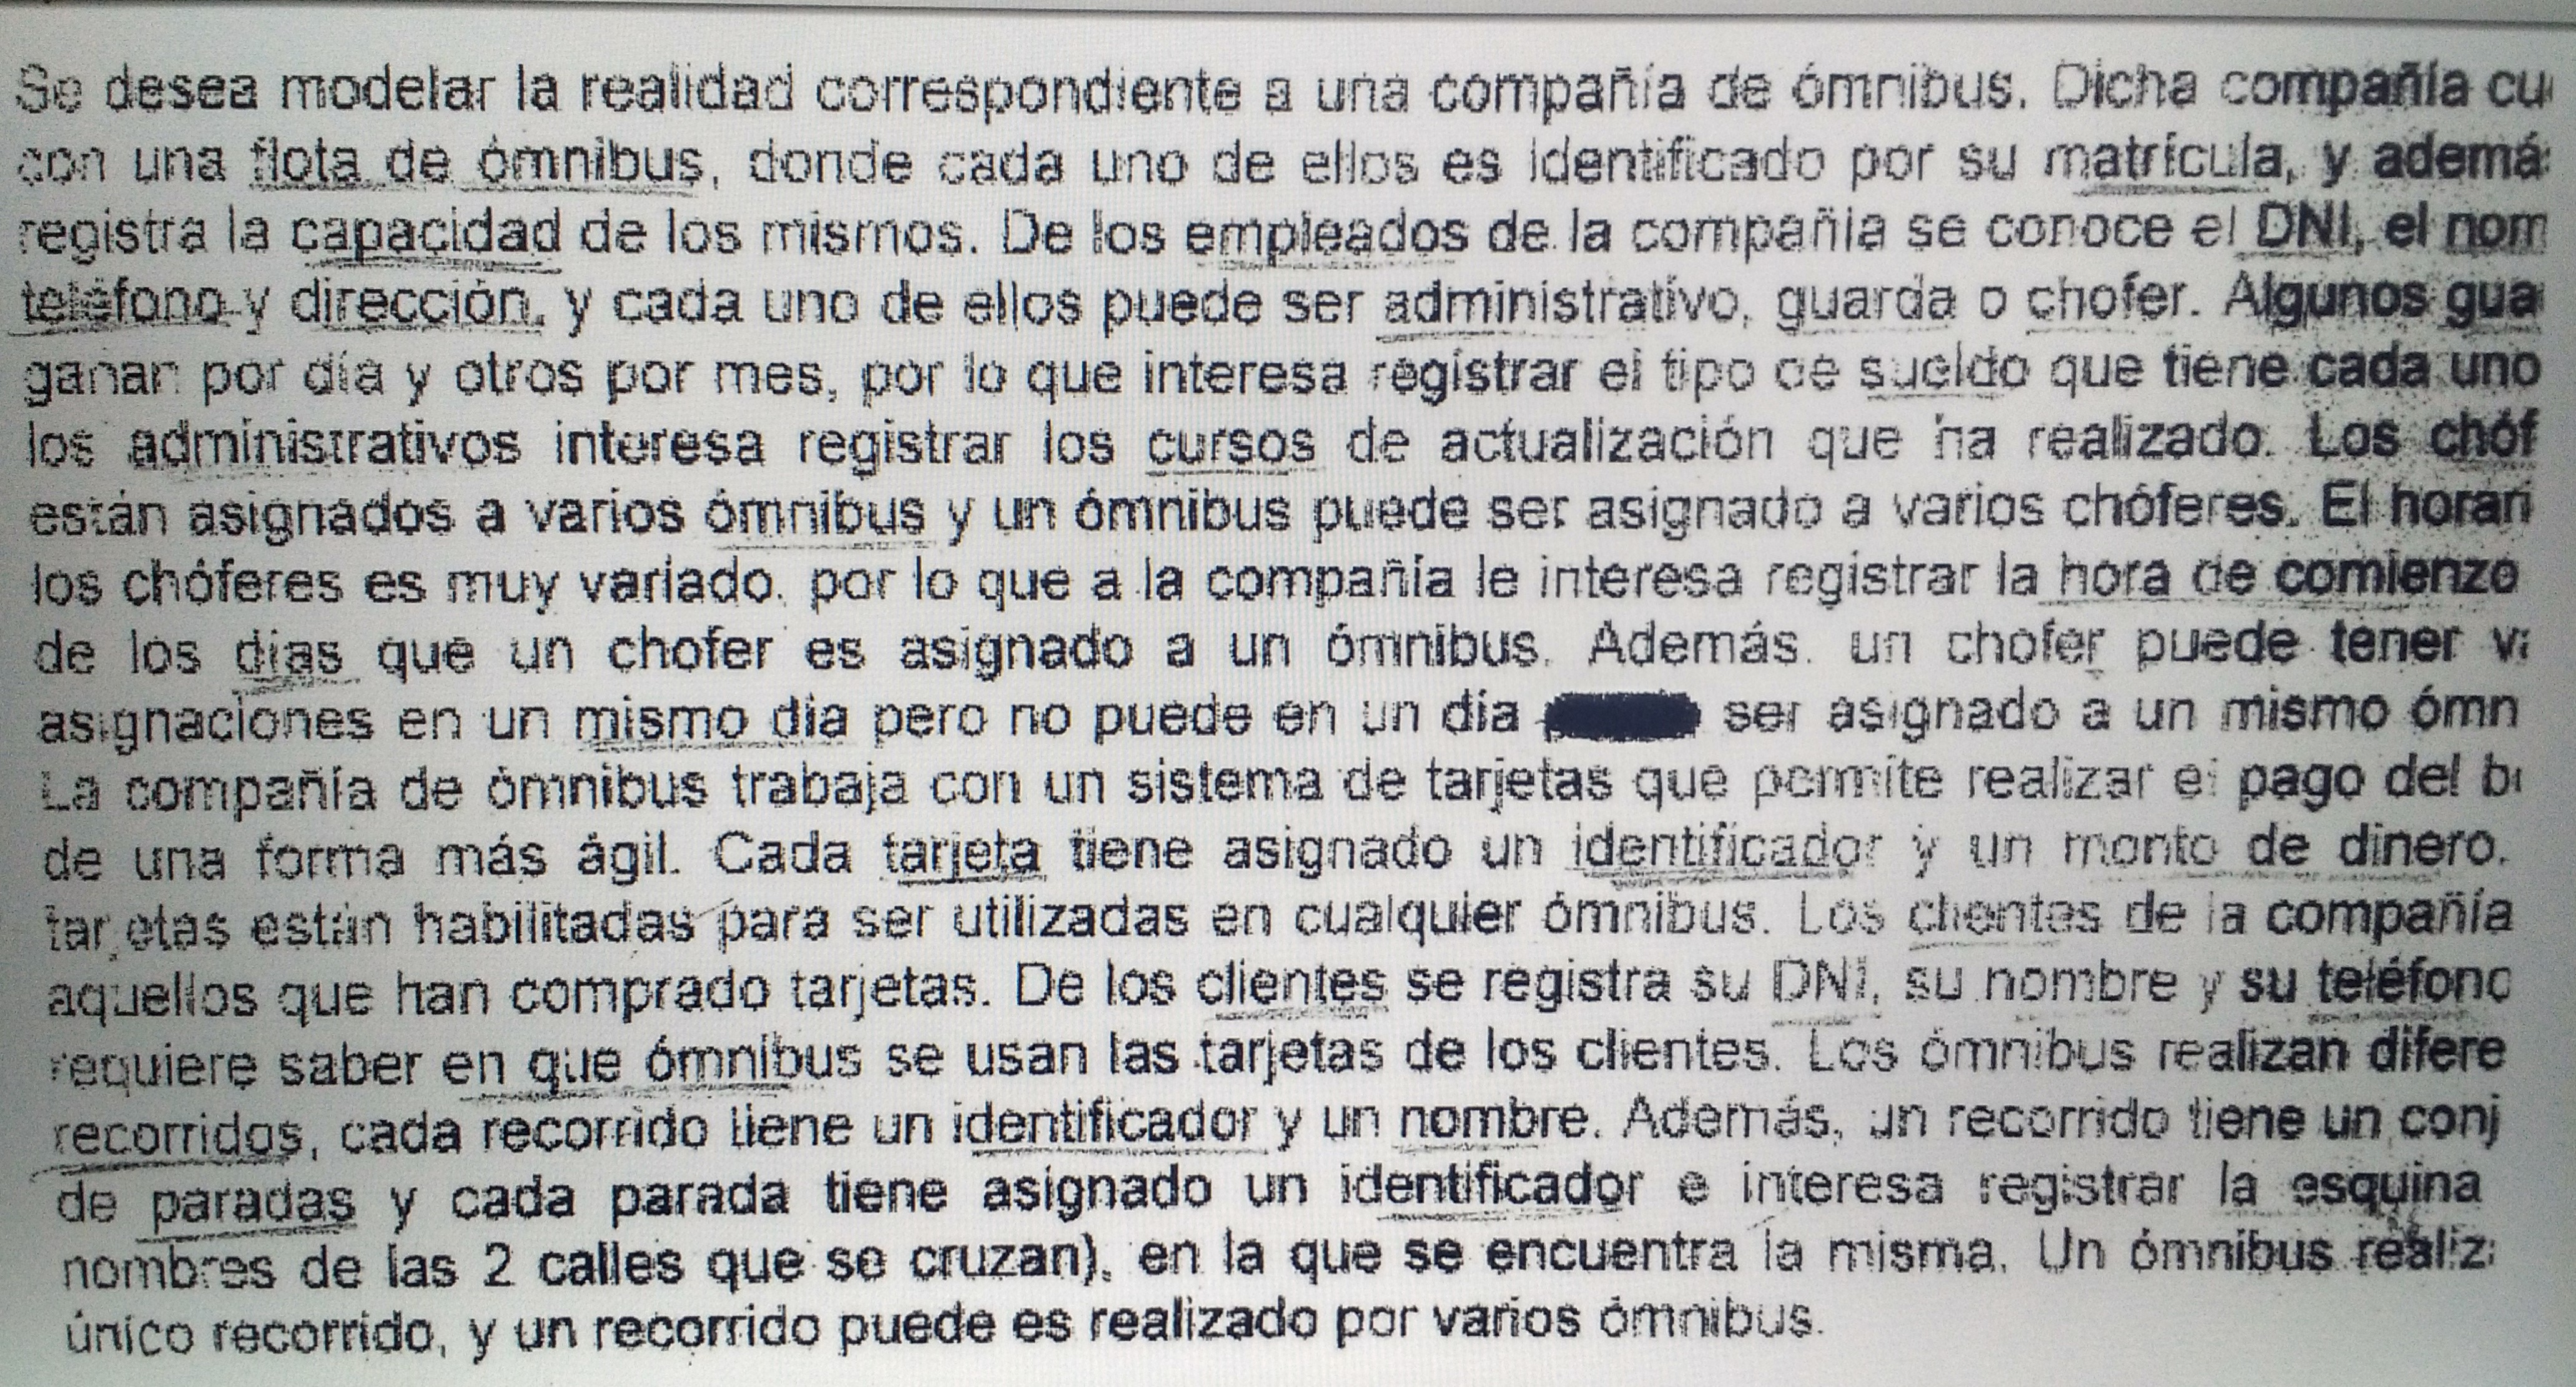 Se desea modelar la realidad correspondiente a una compañía de ómnibus. Dicha compañía
con una flota de ómnibus, donde cada uno de ellos es identificado por su matrícula, y
registra la capacidad de los mismos. De los empleados de la compañía se conoce el DNI, el
teléfono y dirección, y cada uno de ellos puede ser administrativo, guarda o chofer. Algunos
ganan por día y otros por mes, por lo que interesa registrar el tipo de sueldo que tiene cada uno
los administrativos interesa registrar los cursos de actualización que ha realizado. Los
están asignados a varios ómnibus y un ómnibus puede ser asignado a varios chóferes. El
los chóferes es muy variado, por lo que a la compañía le interesa registrar la hora de comienzo
de los días que un chofer es asignado a un ómnibus. Además, un chofer puede tener
asignaciones en un mismo día pero no puede en un día ser asignado a un mismo
La compañía de ómnibus trabaja con un sistema de tarjetas que permite realizar el pago del
de una forma más ágil. Cada tarjeta tiene asignado un identificador y un monto de dinero.
tarjetas están habilitadas para ser utilizadas en cualquier ómnibus. Los clientes de la compañía
aquellos que han comprado tarjetas. De los clientes se registra su DNI, su nombre y su teléfono
requiere saber en que ómnibus se usan las tarjetas de los clientes. Los ómnibus realizan
recorridos, cada recorrido tiene un identificador y un nombre. Además, un recorrido tiene un
de paradas y cada parada tiene asignado un identificador e interesa registrar la esquina
nombres de las 2 calles que se cruzan), en la que se encuentra la misma. Un ómnibus
único recorrido, y un recorrido puede es realizado por varios ómnibus.